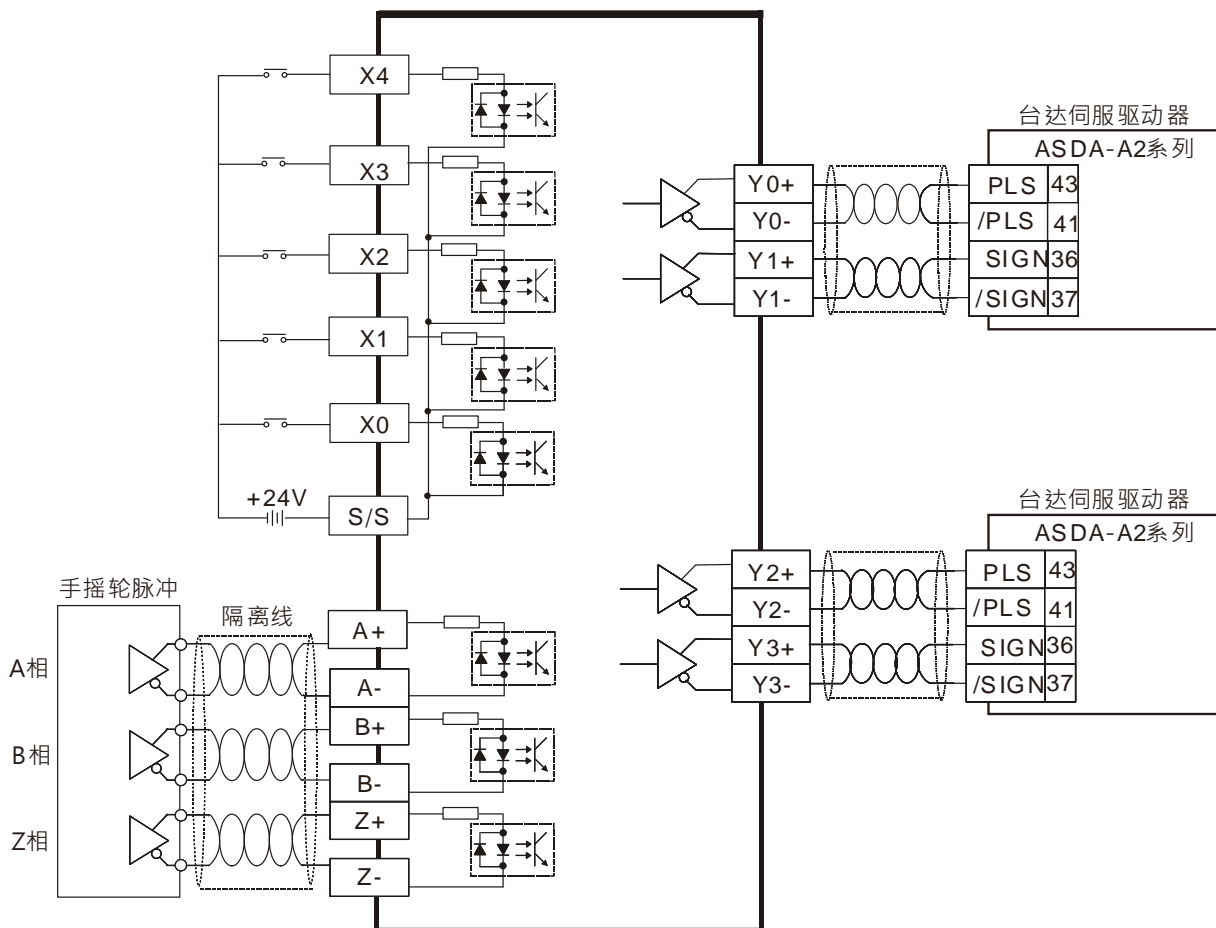 X4
X3
X2
X1
X0
+24V
S/S
手摇轮脉冲
隔离线
A相
B相
Z相
A+
A-
B+
B-
Z+
Z-
Y0+
Y0-
Y1+
Y1-
台达伺服驱动器
ASDA-A2系列
PLS 43
/PLS 41
SIGN 36
/SIGN 37
Y2+
Y2-
Y3+
Y3-
台达伺服驱动器
ASDA-A2系列
PLS 43
/PLS 41
SIGN 36
/SIGN 37